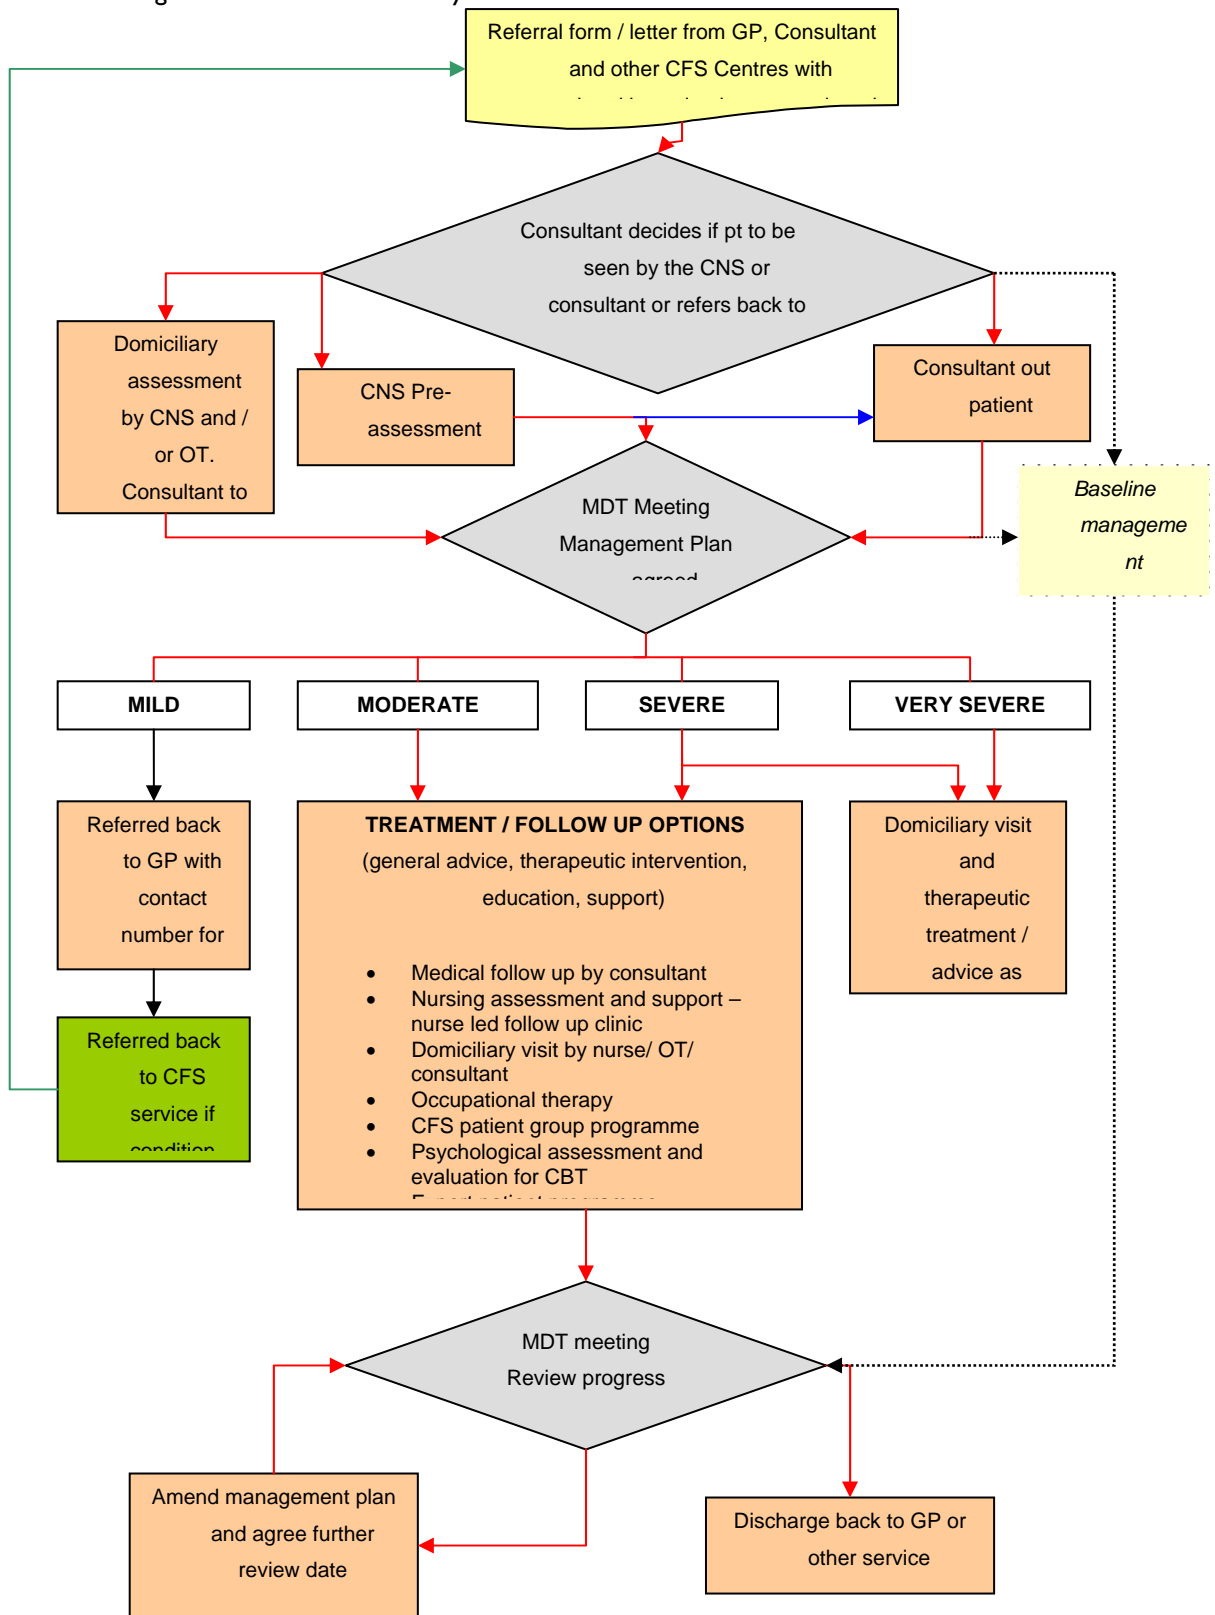 Referral form / letter from GP, Consultant
and other CFS Centres with
Consultant decides if pt to be
seen by the CNS or
consultant or refers back to
Domiciliary
assessment
by CNS and /
or OT.
Consultant to
CNS Pre-
assessment
Consultant out
patient
MDT Meeting
Management Plan
agreed
Baseline
manageme
nt
MILD
MODERATE
SEVERE
VERY SEVERE
Referred back
to GP with
contact
number for
TREATMENT / FOLLOW UP OPTIONS
(general advice, therapeutic intervention,
education, support)
• Medical follow up by consultant
• Nursing assessment and support –
nurse led follow up clinic
• Domiciliary visit by nurse/ OT/
consultant
• Occupational therapy
• CFS patient group programme
• Psychological assessment and
evaluation for CBT
Expert patient programme
Domiciliary visit
and
therapeutic
treatment /
advice as
Referred back
to CFS
service if
condition
MDT meeting
Review progress
Amend management plan
and agree further
review date
Discharge back to GP or
other service